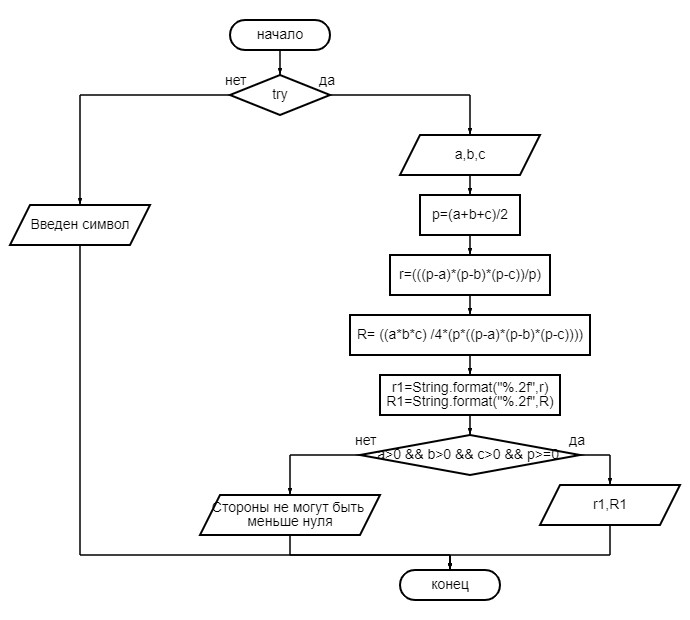 начало
нет
да
try
a,b,c
p=(a+b+c)/2
Введен символ
r=(((p-a)*(p-b)*(p-c))/p)
R= ((a*b*c) /4*(p*((p-a)*(p-b)*(p-c))))
r1=String.format("%.2f",r)
R1=String.format("%.2f",R)
нет
да
a>0 && b>0 && c>0 && p>=0
Стороны не могут быть
меньше нуля
r1,R1
конец